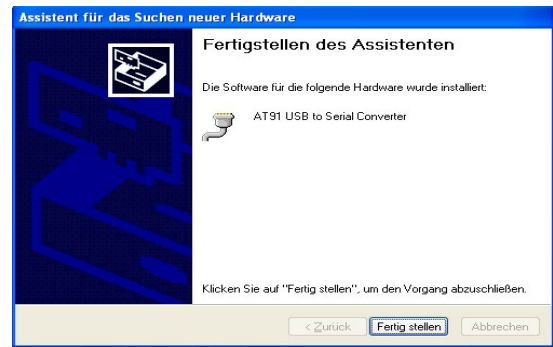 Assistent für das Suchen neuer Hardware
Fertigstellen des Assistenten
Die Software für die folgende Hardware wurde installiert:
AT91 USB to Serial Converter
Klicken Sie auf "Fertig stellen", um den Vorgang abzuschließen.
< Zurück Fertig stellen Abbrechen